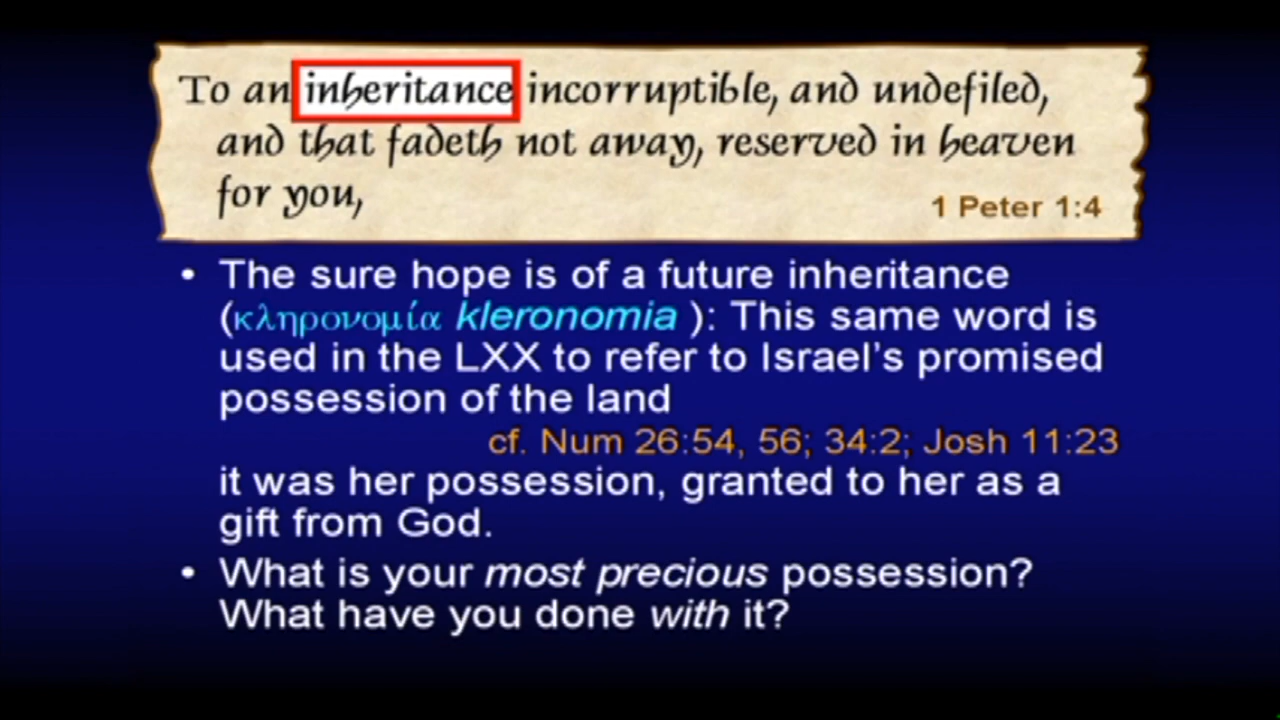 To an inheritance incorruptible, and undefiled,
and that fadeth not away, reserved in heaven
for you,
1 Peter 1:4
• The sure hope is of a future inheritance
(κληρονομία kleronomia ): This same word is
used in the LXX to refer to Israel's promised
possession of the land
cf. Num 26:54, 56; 34:2; Josh 11:23
it was her possession, granted to her as a
gift from God.
• What is your most precious possession?
What have you done with it?